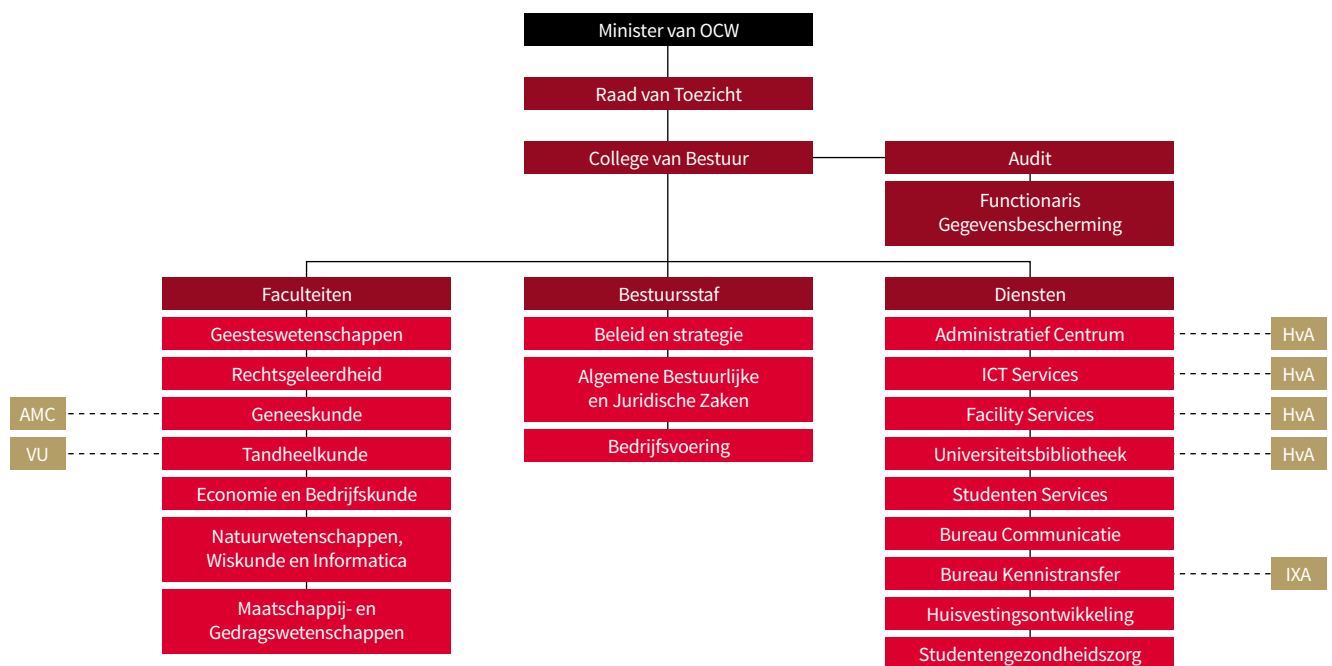 Minister van OCW
Raad van Toezicht
College van Bestuur
Audit
Functionaris
Gegevensbescherming
Faculteiten
Geesteswetenschappen
Rechtsgeleerdheid
AMC
Geneeskunde
VU
Tandheelkunde
Economie en Bedrijfskunde
Natuurwetenschappen,
Wiskunde en Informatica
Maatschappij- en
Gedragswetenschappen
Bestuursstaf
Beleid en strategie
Algemene Bestuurlijke
en Juridische Zaken
Bedrijfsvoering
Diensten
Administratief Centrum
HvA
ICT Services
HvA
Facility Services
HvA
Universiteitsbibliotheek
HvA
Studenten Services
Bureau Communicatie
Bureau Kennistransfer
IXA
Huisvestingsontwikkeling
Studentengezondheidszorg